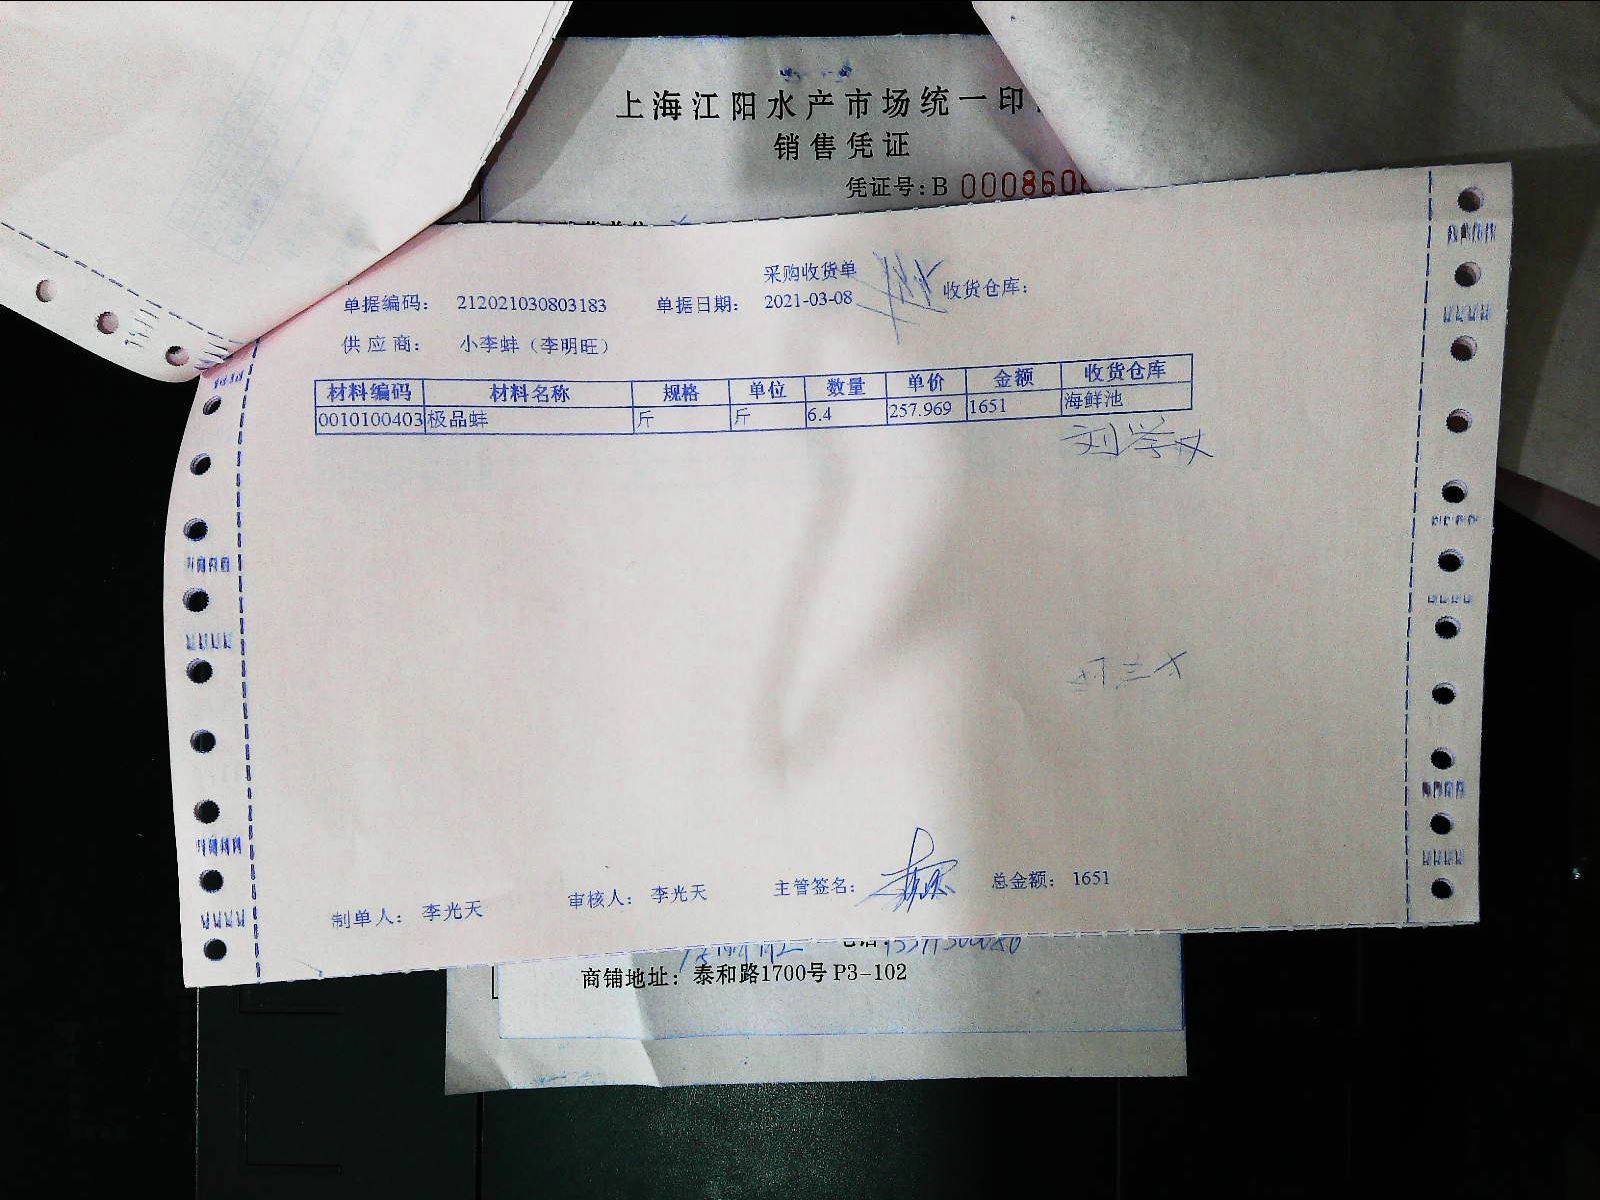 上海江阳水产市场统一印
销售凭证
凭证号:B 0008608
采购收货单
单据编码： 212021030803183 单据日期： 2021-03-08 收货仓库：
供应商： 小李蚌（李明旺）
材料编码 材料名称 规格 单位 数量 单价 金额 收货仓库
0010100403 极品蚌 斤 斤 6.4 257.969 1651 海鲜池
制单人： 李光天 审核人： 李光天 主管签名： 总金额： 1651
商铺地址：泰和路1700号 P3-102